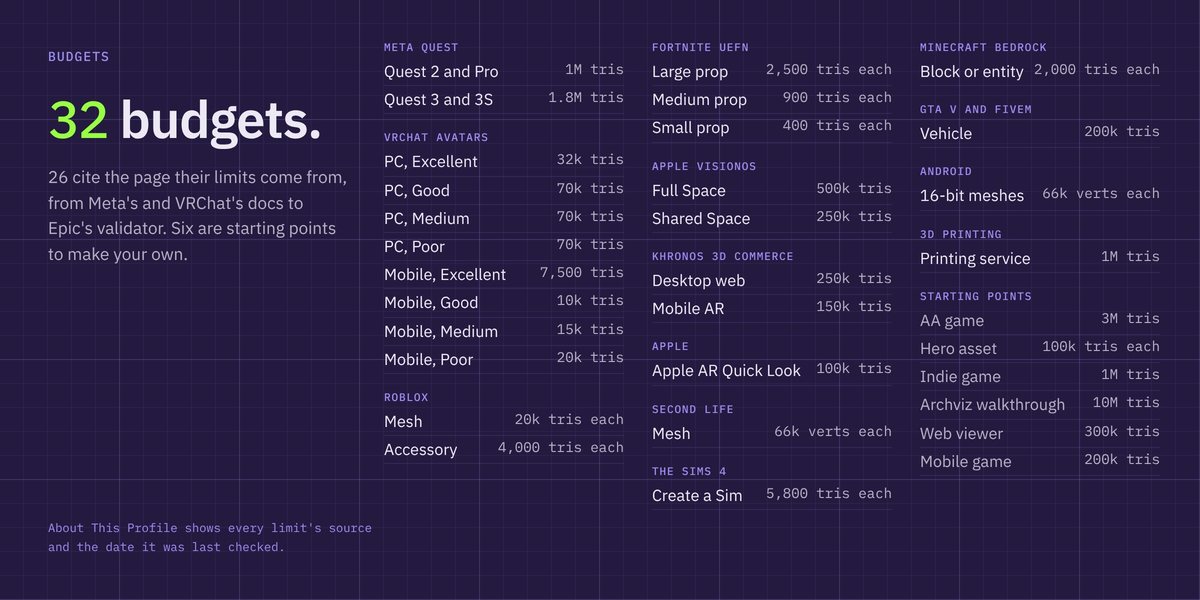 BUDGETS
32 budgets.
26 cite the page their limits come from,
from Meta's and VRChat's docs to
Epic's validator. Six are starting points
to make your own.
About This Profile shows every limit's source
and the date it was last checked.
META QUEST
Quest 2 and Pro 1M tris
Quest 3 and 3S 1.8M tris
VRCHAT AVATARS
PC, Excellent 32k tris
PC, Good 70k tris
PC, Medium 70k tris
PC, Poor 70k tris
Mobile, Excellent 7,500 tris
Mobile, Good 10k tris
Mobile, Medium 15k tris
Mobile, Poor 20k tris
ROBLOX
Mesh 20k tris each
Accessory 4,000 tris each
FORTNITE UEFN
Large prop 2,500 tris each
Medium prop 900 tris each
Small prop 400 tris each
APPLE VISIONOS
Full Space 500k tris
Shared Space 250k tris
KHRONOS 3D COMMERCE
Desktop web 250k tris
Mobile AR 150k tris
APPLE
Apple AR Quick Look 100k tris
SECOND LIFE
Mesh 66k verts each
THE SIMS 4
Create a Sim 5,800 tris each
MINECRAFT BEDROCK
Block or entity 2,000 tris each
GTA V AND FIVEM
Vehicle 200k tris
ANDROID
16-bit meshes 66k verts each
3D PRINTING
Printing service 1M tris
STARTING POINTS
AA game 3M tris
Hero asset 100k tris each
Indie game 1M tris
Archviz walkthrough 10M tris
Web viewer 300k tris
Mobile game 200k tris